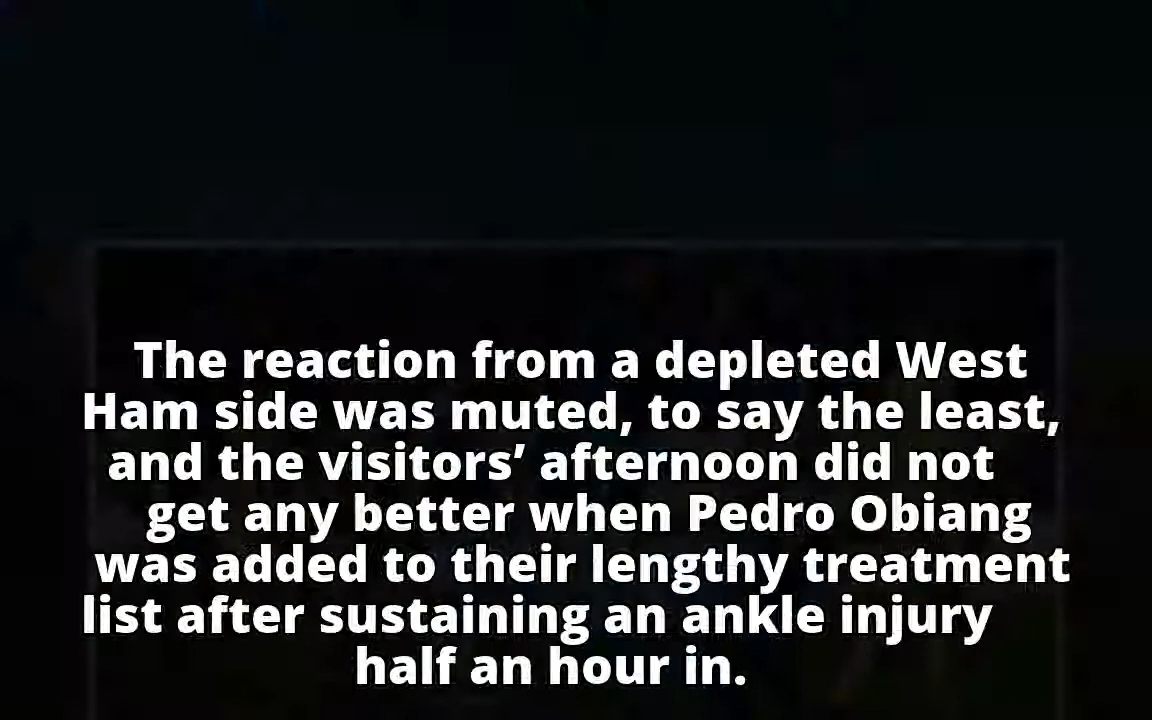 The reaction from a depleted West
Ham side was muted, to say the least,
and the visitors’ afternoon did not
get any better when Pedro Obiang
was added to their lengthy treatment
list after sustaining an ankle injury
half an hour in.